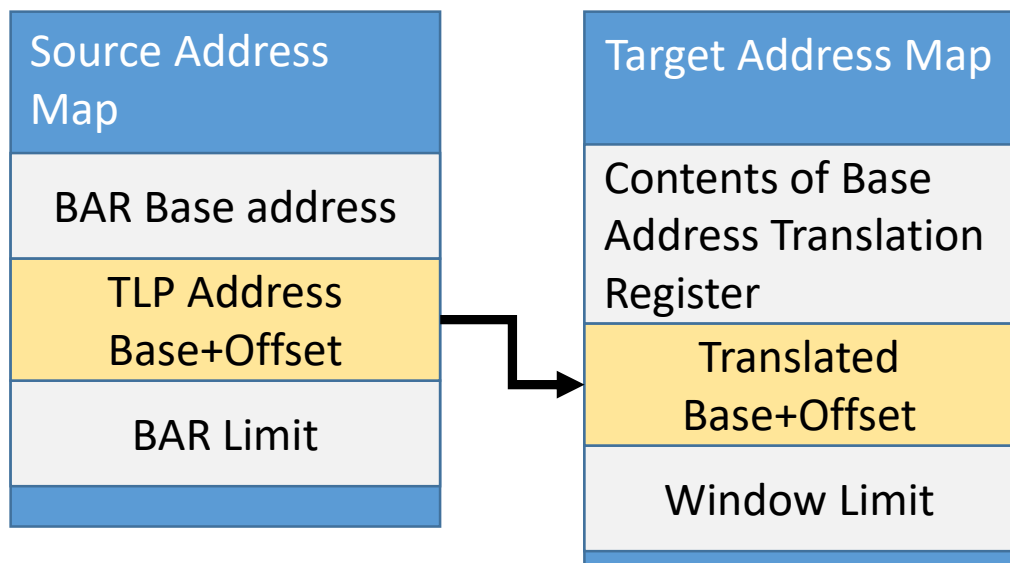 Source Address
Map
BAR Base address
TLP Address
Base+Offset
BAR Limit
Target Address Map
Contents of Base
Address Translation
Register
Translated
Base+Offset
Window Limit